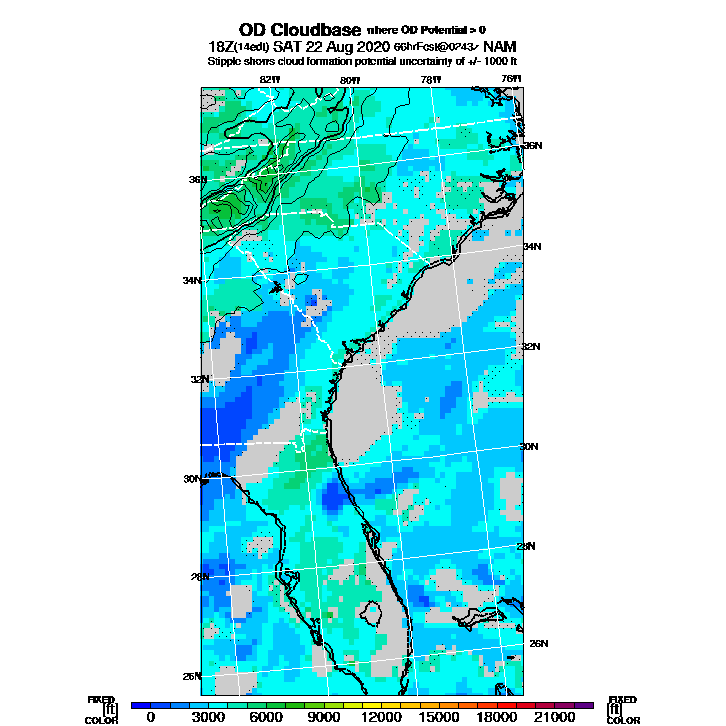 OD Cloudbase where OD Potential > 0
18Z(14edt) SAT 22 Aug 2020 66hrFcst@0243z NAM
Stipple shows cloud formation potential uncertainty of +/- 1000 ft
82W 80W 78W 76W
36N
36N
34N
34N
32N
32N
30N
30N
28N
28N
26N
26N
FIXED FIXED
[ft] [ft]
COLOR COLOR
0 3000 6000 9000 12000 15000 18000 21000